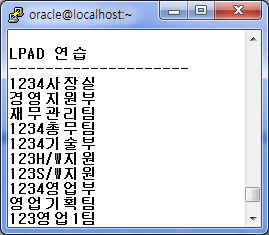 oracle@localhost:~
LPAD 연습
--------------------
1234사장실
경영지원부
재무관리팀
1234총무팀
1234기술부
123H/W지원
123S/W지원
1234영업부
영업기획팀
123영업1팀